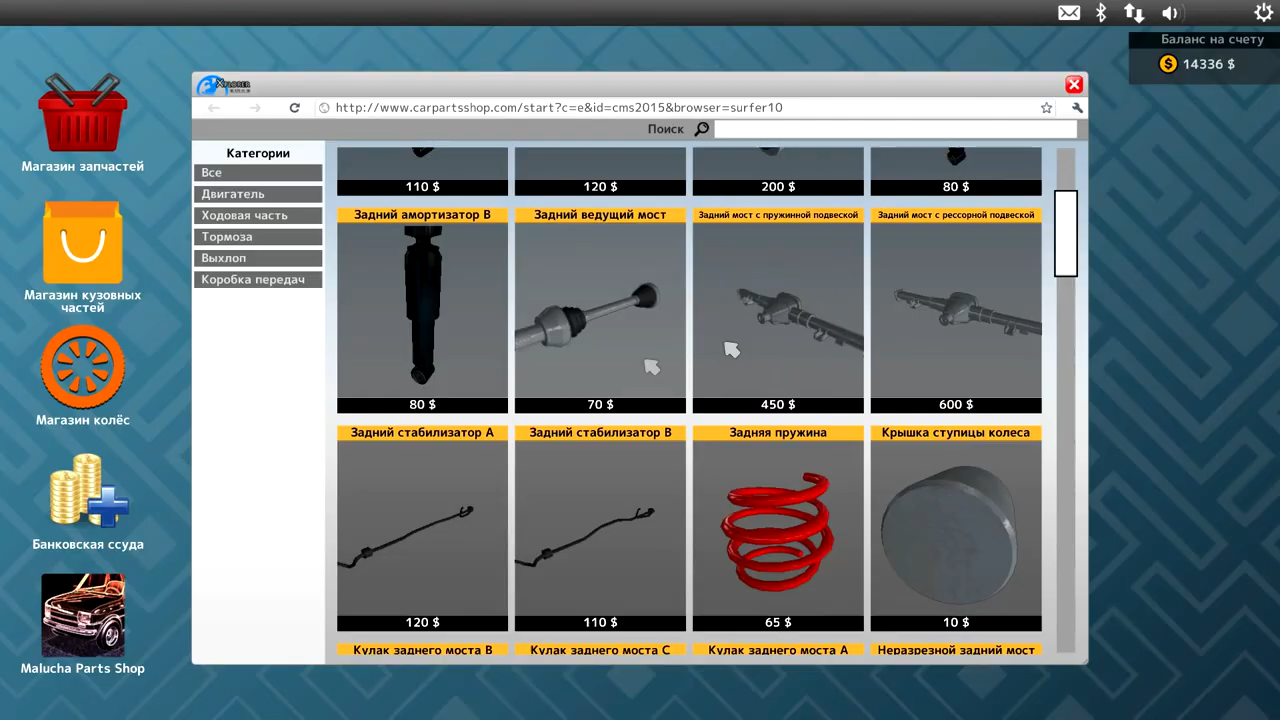 Баланс на счету
14336 $
XPLORER
http://www.carpartsshop.com/start?c=e&id=cms2015&browser=surfer10
Поиск
Категории
Все
Двигатель
Ходовая часть
Тормоза
Выхлоп
Коробка передач
110 $
120 $
200 $
80 $
Задний амортизатор B
Задний ведущий мост
Задний мост с пружинной подвеской
Задний мост с рессорной подвеской
80 $
70 $
450 $
600 $
Задний стабилизатор A
Задний стабилизатор B
Задняя пружина
Крышка ступицы колеса
120 $
110 $
65 $
10 $
Кулак заднего моста B
Кулак заднего моста C
Кулак заднего моста A
Неразрезной задний мост
Магазин запчастей
Магазин кузовных
частей
Магазин колёс
Банковская ссуда
Malucha Parts Shop